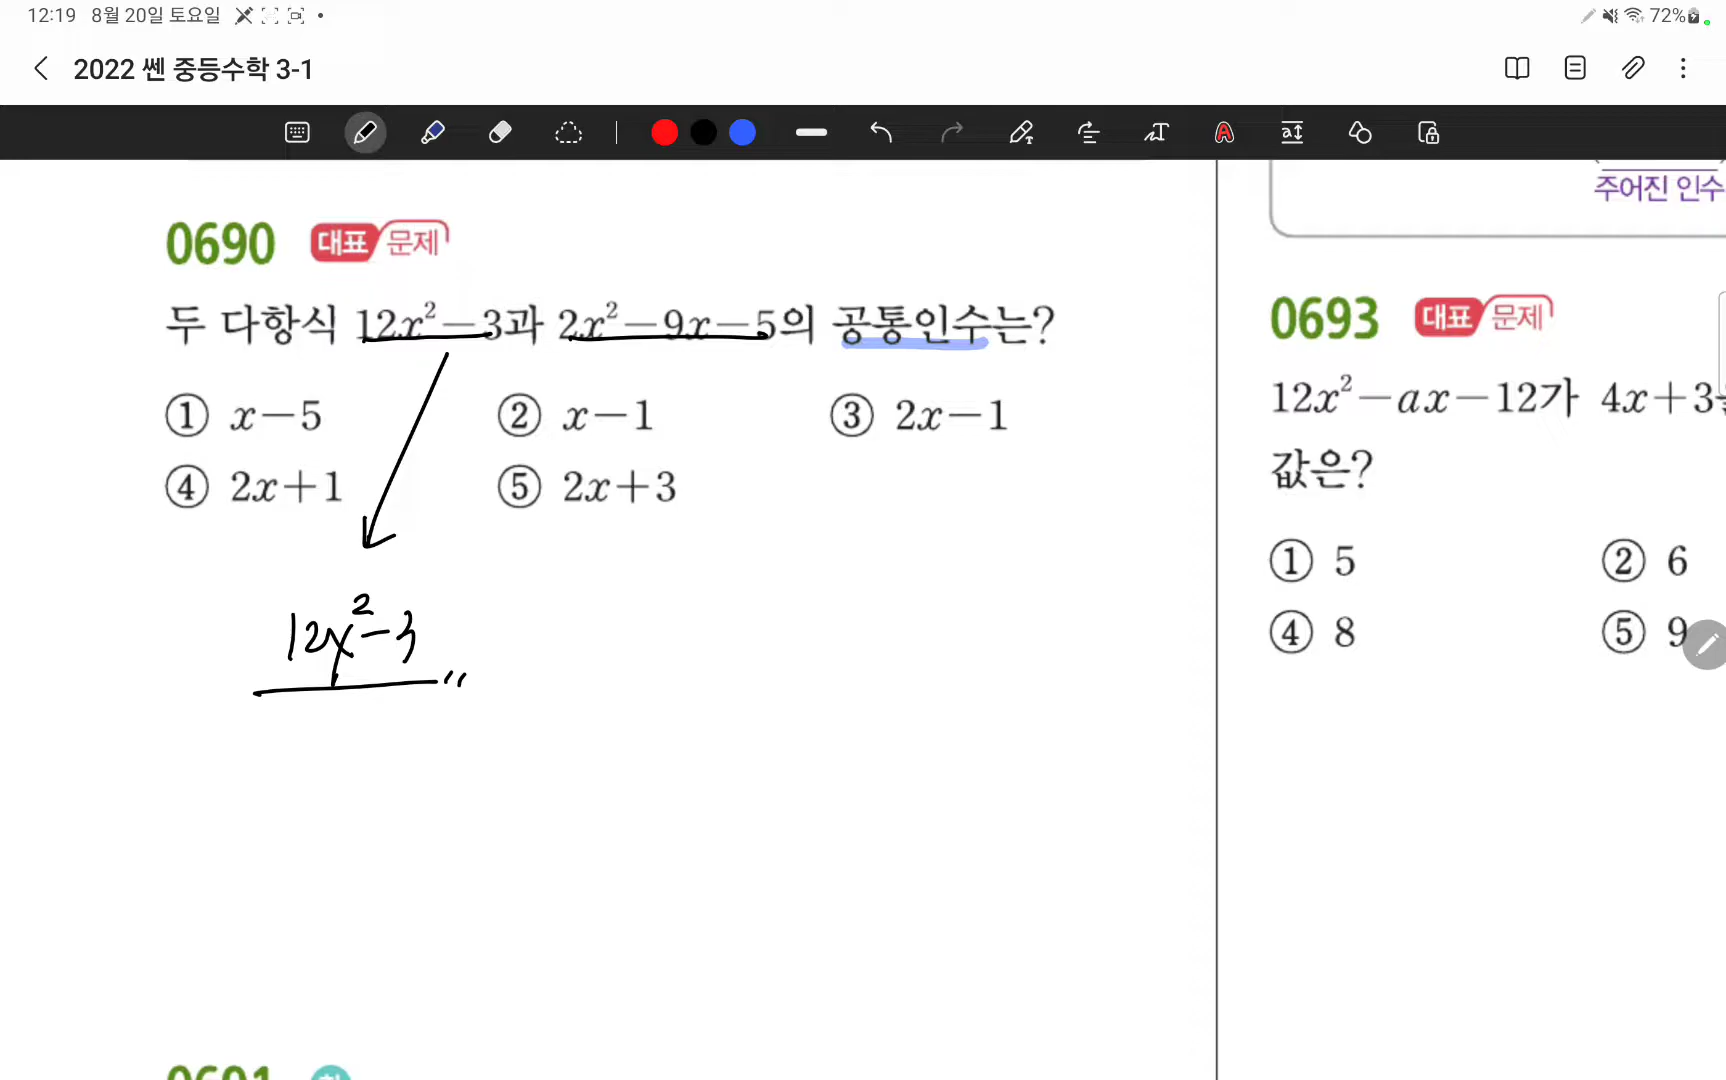 12:19 8월 20일 토요일
72%
2022 쎈 중등수학 3-1
0690 대표 문제
두 다항식 12x²−3과 2x²−9x−5의 공통인수는?
① x−5 ② x−1 ③ 2x−1
④ 2x+1 ⑤ 2x+3
12x²−3
주어진 인수
0693 대표 문제
12x²−ax−12가 4x+3
값은?
① 5 ② 6
④ 8 ⑤ 9